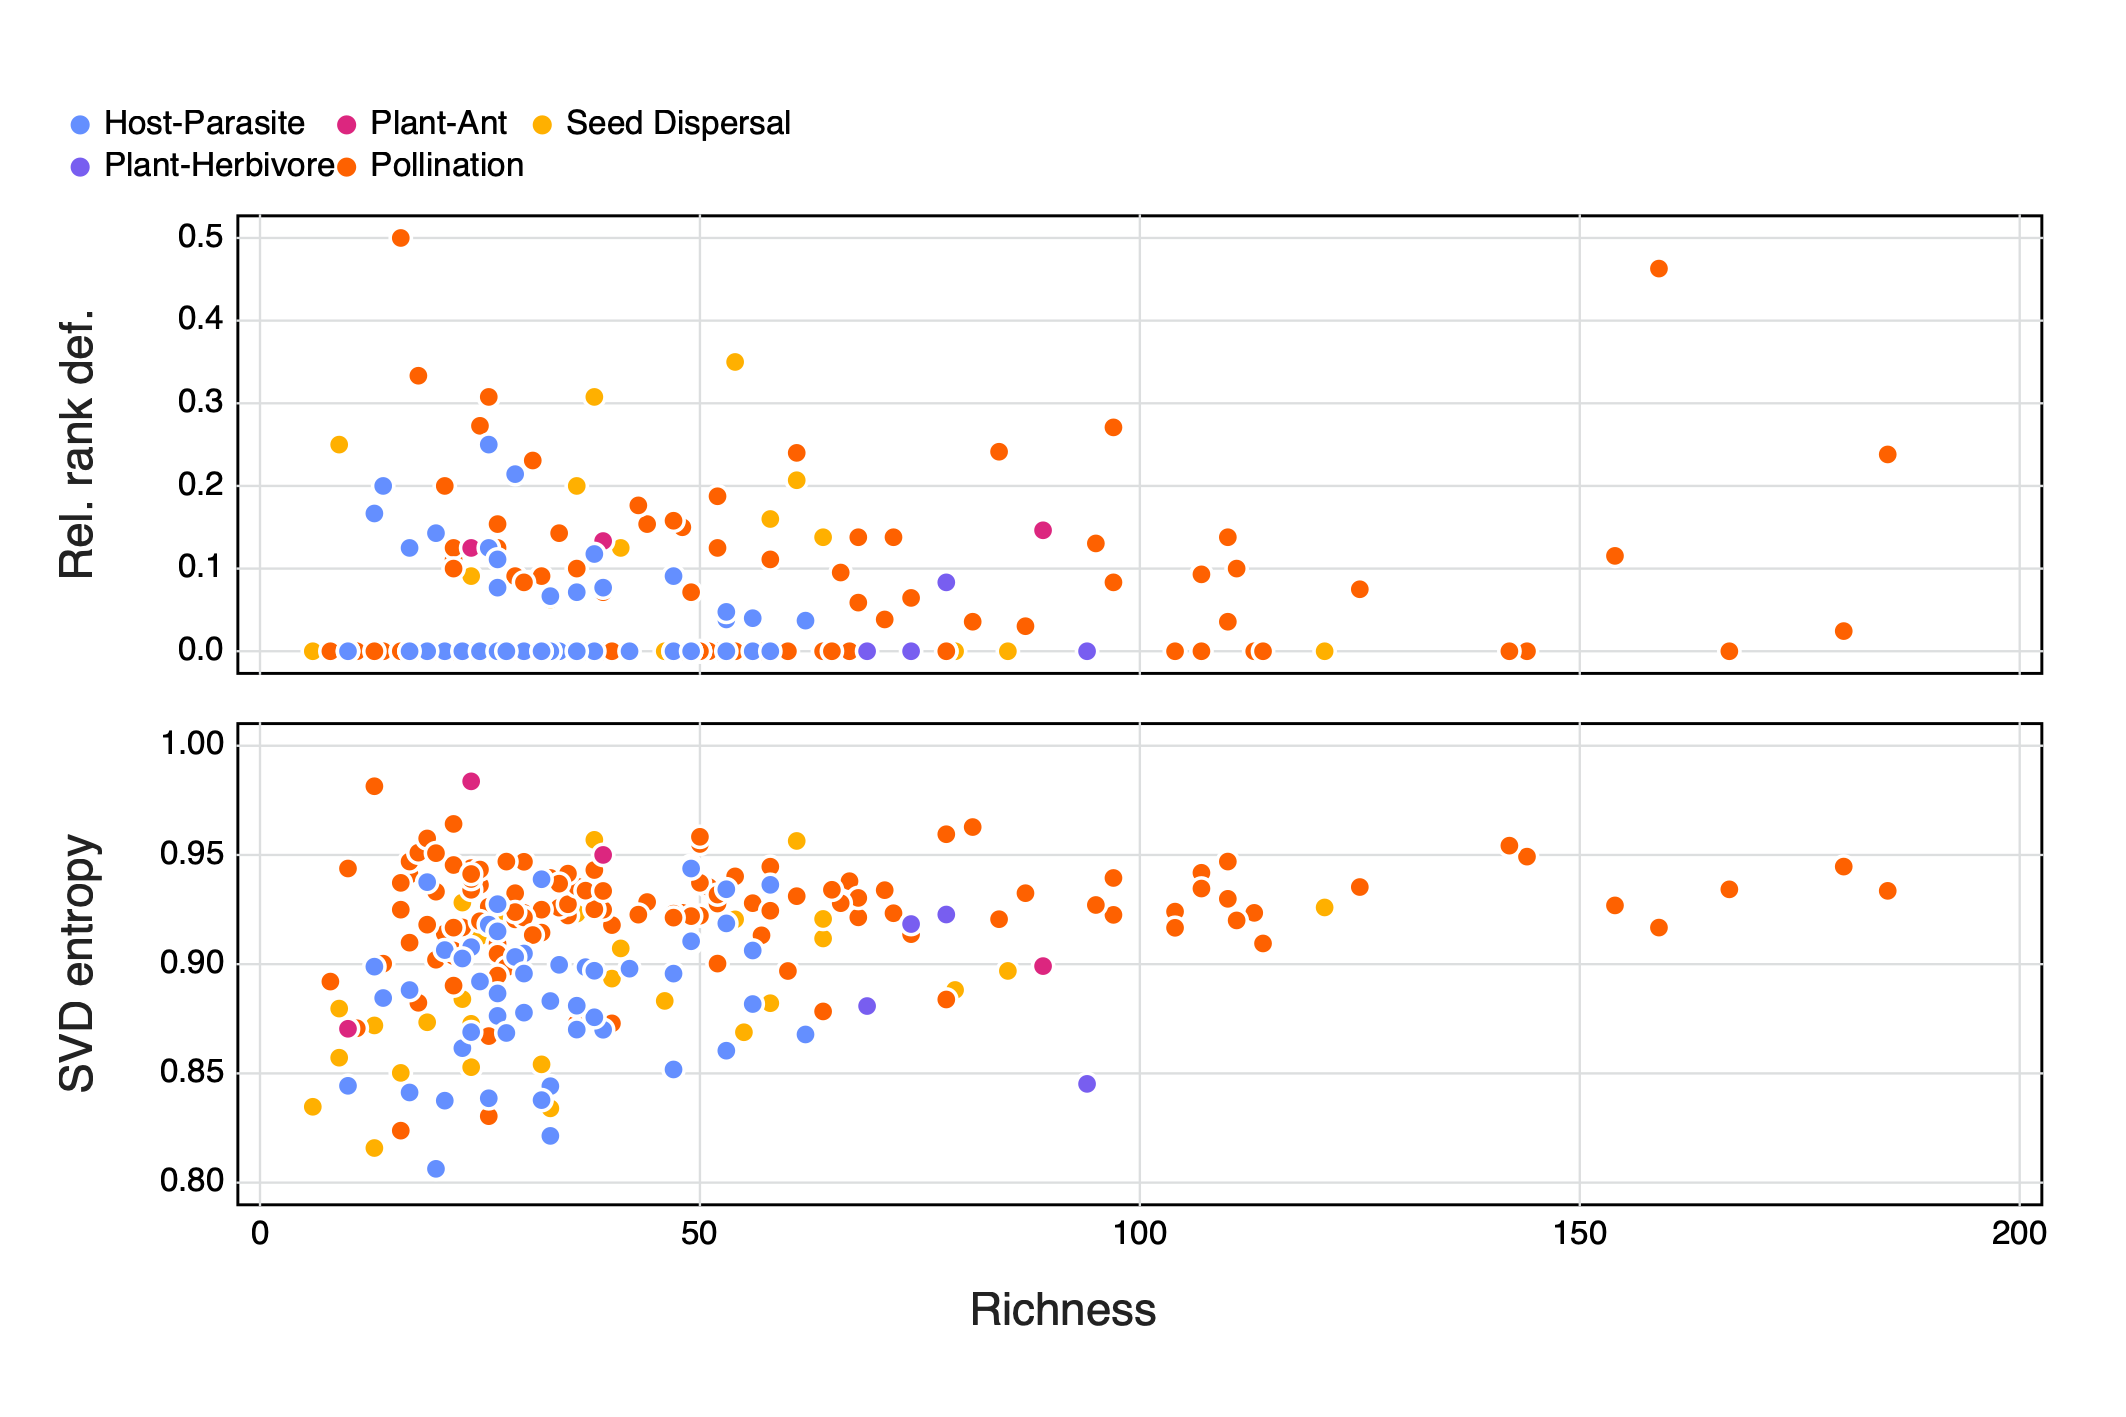 Host-Parasite Plant-Ant Seed Dispersal
Plant-Herbivore Pollination
Rel. rank def.
0.5
0.4
0.3
0.2
0.1
0.0
SVD entropy
1.00
0.95
0.90
0.85
0.80
0 50 100 150 200
Richness